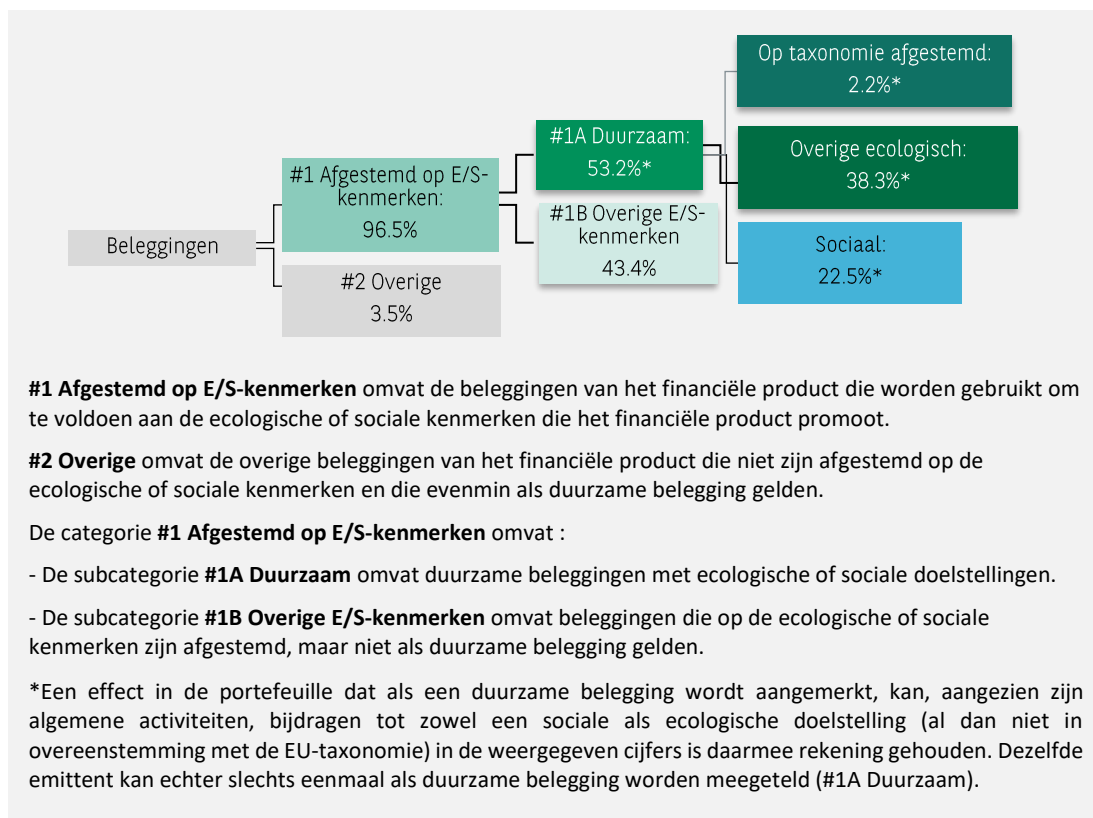 Beleggingen
#1 Afgestemd op E/S-
kenmerken:
96.5%
#2 Overige
3.5%
#1A Duurzaam:
53.2%*
#1B Overige E/S-
kenmerken
43.4%
Op taxonomie afgestemd:
2.2%*
Overige ecologisch:
38.3%*
Sociaal:
22.5%*
#1 Afgestemd op E/S-kenmerken omvat de beleggingen van het financiële product die worden gebruikt om
te voldoen aan de ecologische of sociale kenmerken die het financiële product promoot.
#2 Overige omvat de overige beleggingen van het financiële product die niet zijn afgestemd op de
ecologische of sociale kenmerken en die evenmin als duurzame belegging gelden.
De categorie #1 Afgestemd op E/S-kenmerken omvat :
- De subcategorie #1A Duurzaam omvat duurzame beleggingen met ecologische of sociale doelstellingen.
- De subcategorie #1B Overige E/S-kenmerken omvat beleggingen die op de ecologische of sociale
kenmerken zijn afgestemd, maar niet als duurzame belegging gelden.
*Een effect in de portefeuille dat als een duurzame belegging wordt aangemerkt, kan, aangezien zijn
algemene activiteiten, bijdragen tot zowel een sociale als ecologische doelstelling (al dan niet in
overeenstemming met de EU-taxonomie) in de weergegeven cijfers is daarmee rekening gehouden. Dezelfde
emittent kan echter slechts eenmaal als duurzame belegging worden meegeteld (#1A Duurzaam).